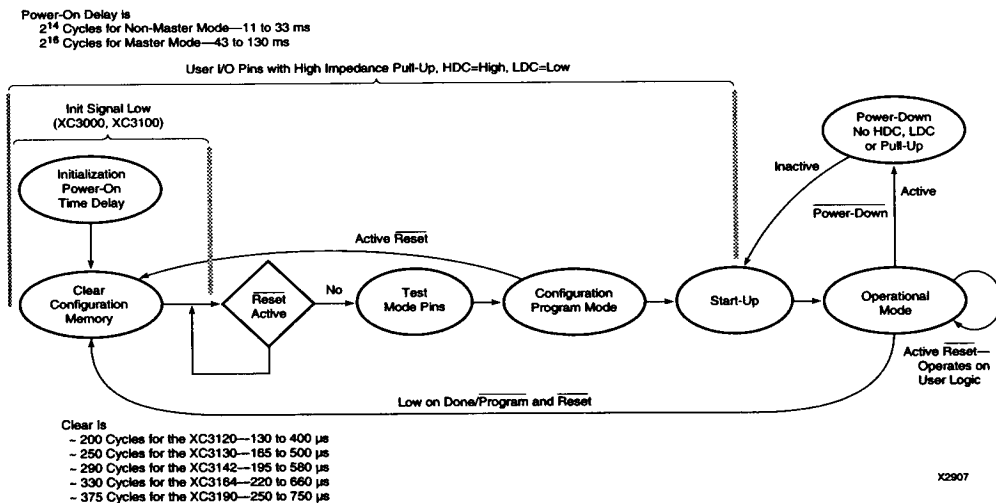 Power-On Delay is
2¹⁴ Cycles for Non-Master Mode—11 to 33 ms
2¹⁶ Cycles for Master Mode—43 to 130 ms
User I/O Pins with High Impedance Pull-Up, HDC=High, LDC=Low
Init Signal Low
(XC3000, XC3100)
Initialization
Power-On
Time Delay
Power-Down
No HDC, LDC
or Pull-Up
Inactive
Active
Power-Down
Active Reset
Clear
Configuration
Memory
Reset
Active
No
Test
Mode Pins
Configuration
Program Mode
Start-Up
Operational
Mode
Active Reset—
Operates on
User Logic
Low on Done/Program and Reset
Clear Is
~ 200 Cycles for the XC3120—130 to 400 µs
~ 250 Cycles for the XC3130—165 to 500 µs
~ 290 Cycles for the XC3142—195 to 580 µs
~ 330 Cycles for the XC3164—220 to 660 µs
~ 375 Cycles for the XC3190—250 to 750 µs
X2907